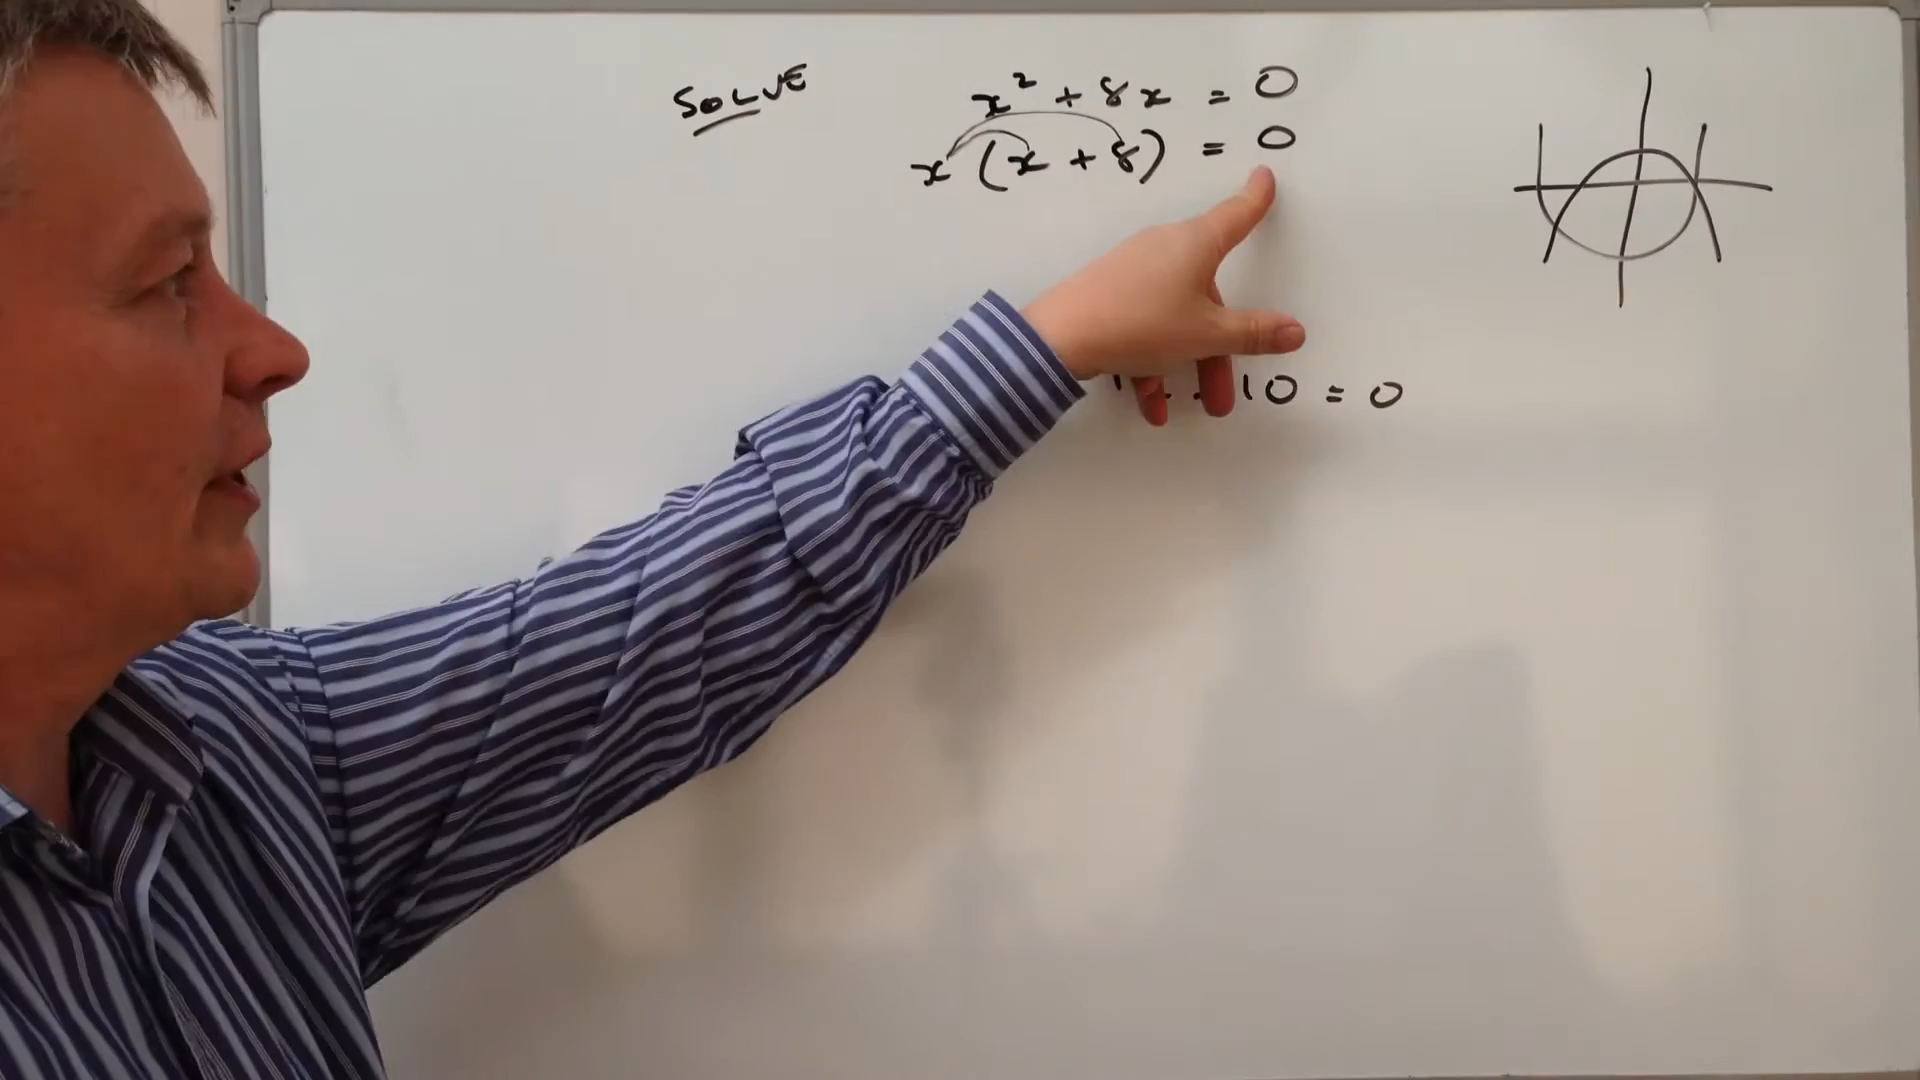 SOLVE
x² + 8x = 0
x (x + 8) = 0
10 = 0